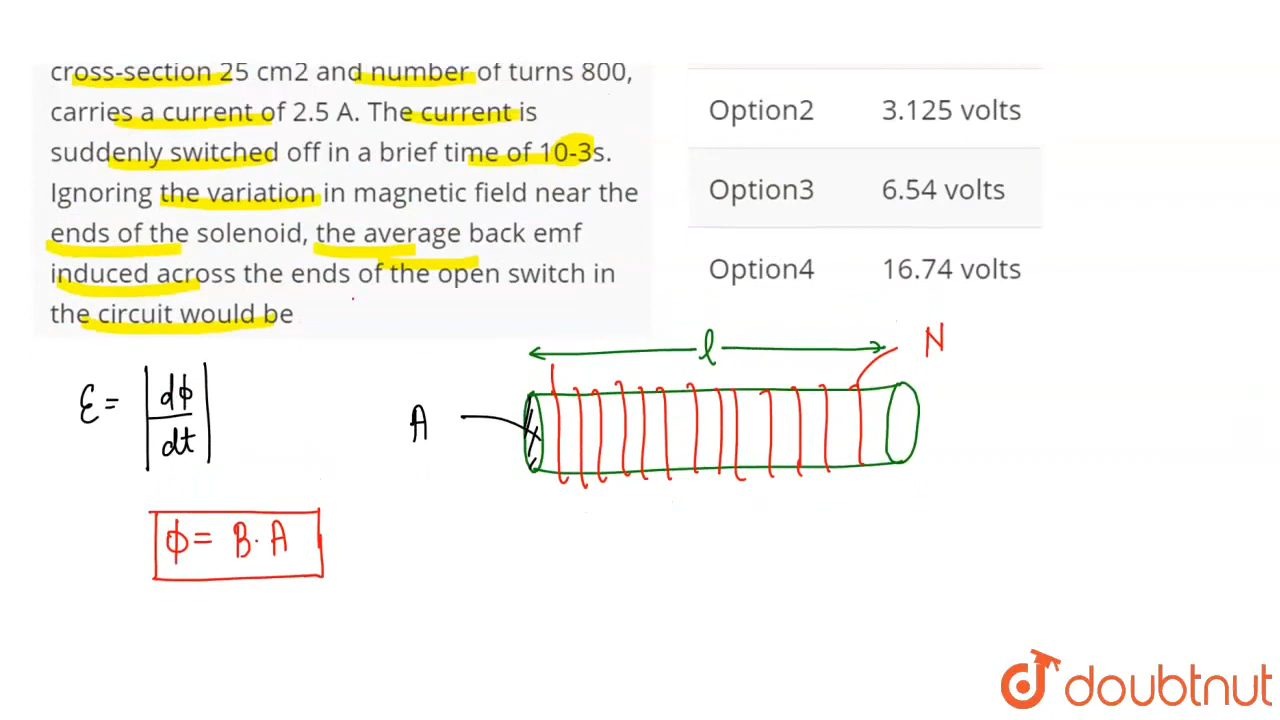 cross-section 25 cm2 and number of turns 800,
carries a current of 2.5 A. The current is
suddenly switched off in a brief time of 10-3s.
Ignoring the variation in magnetic field near the
ends of the solenoid, the average back emf
induced across the ends of the open switch in
the circuit would be
Option2 3.125 volts
Option3 6.54 volts
Option4 16.74 volts
l
N
A
ε = |dϕ/dt|
ϕ = B. A
doubtnut